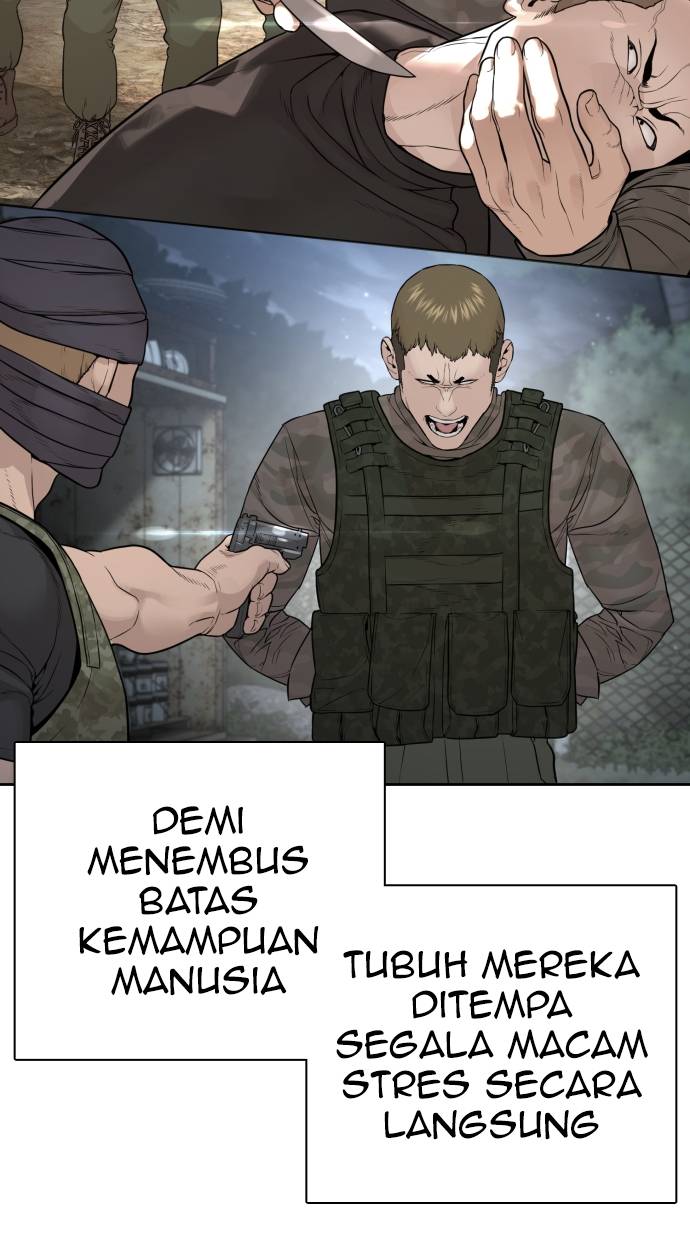 DEMI
MENEMBUS
BATAS
KEMAMPUAN
MANUSIA
TUBUH MEREKA
DITEMPA
SEGALA MACAM
STRES SECARA
LANGSUNG